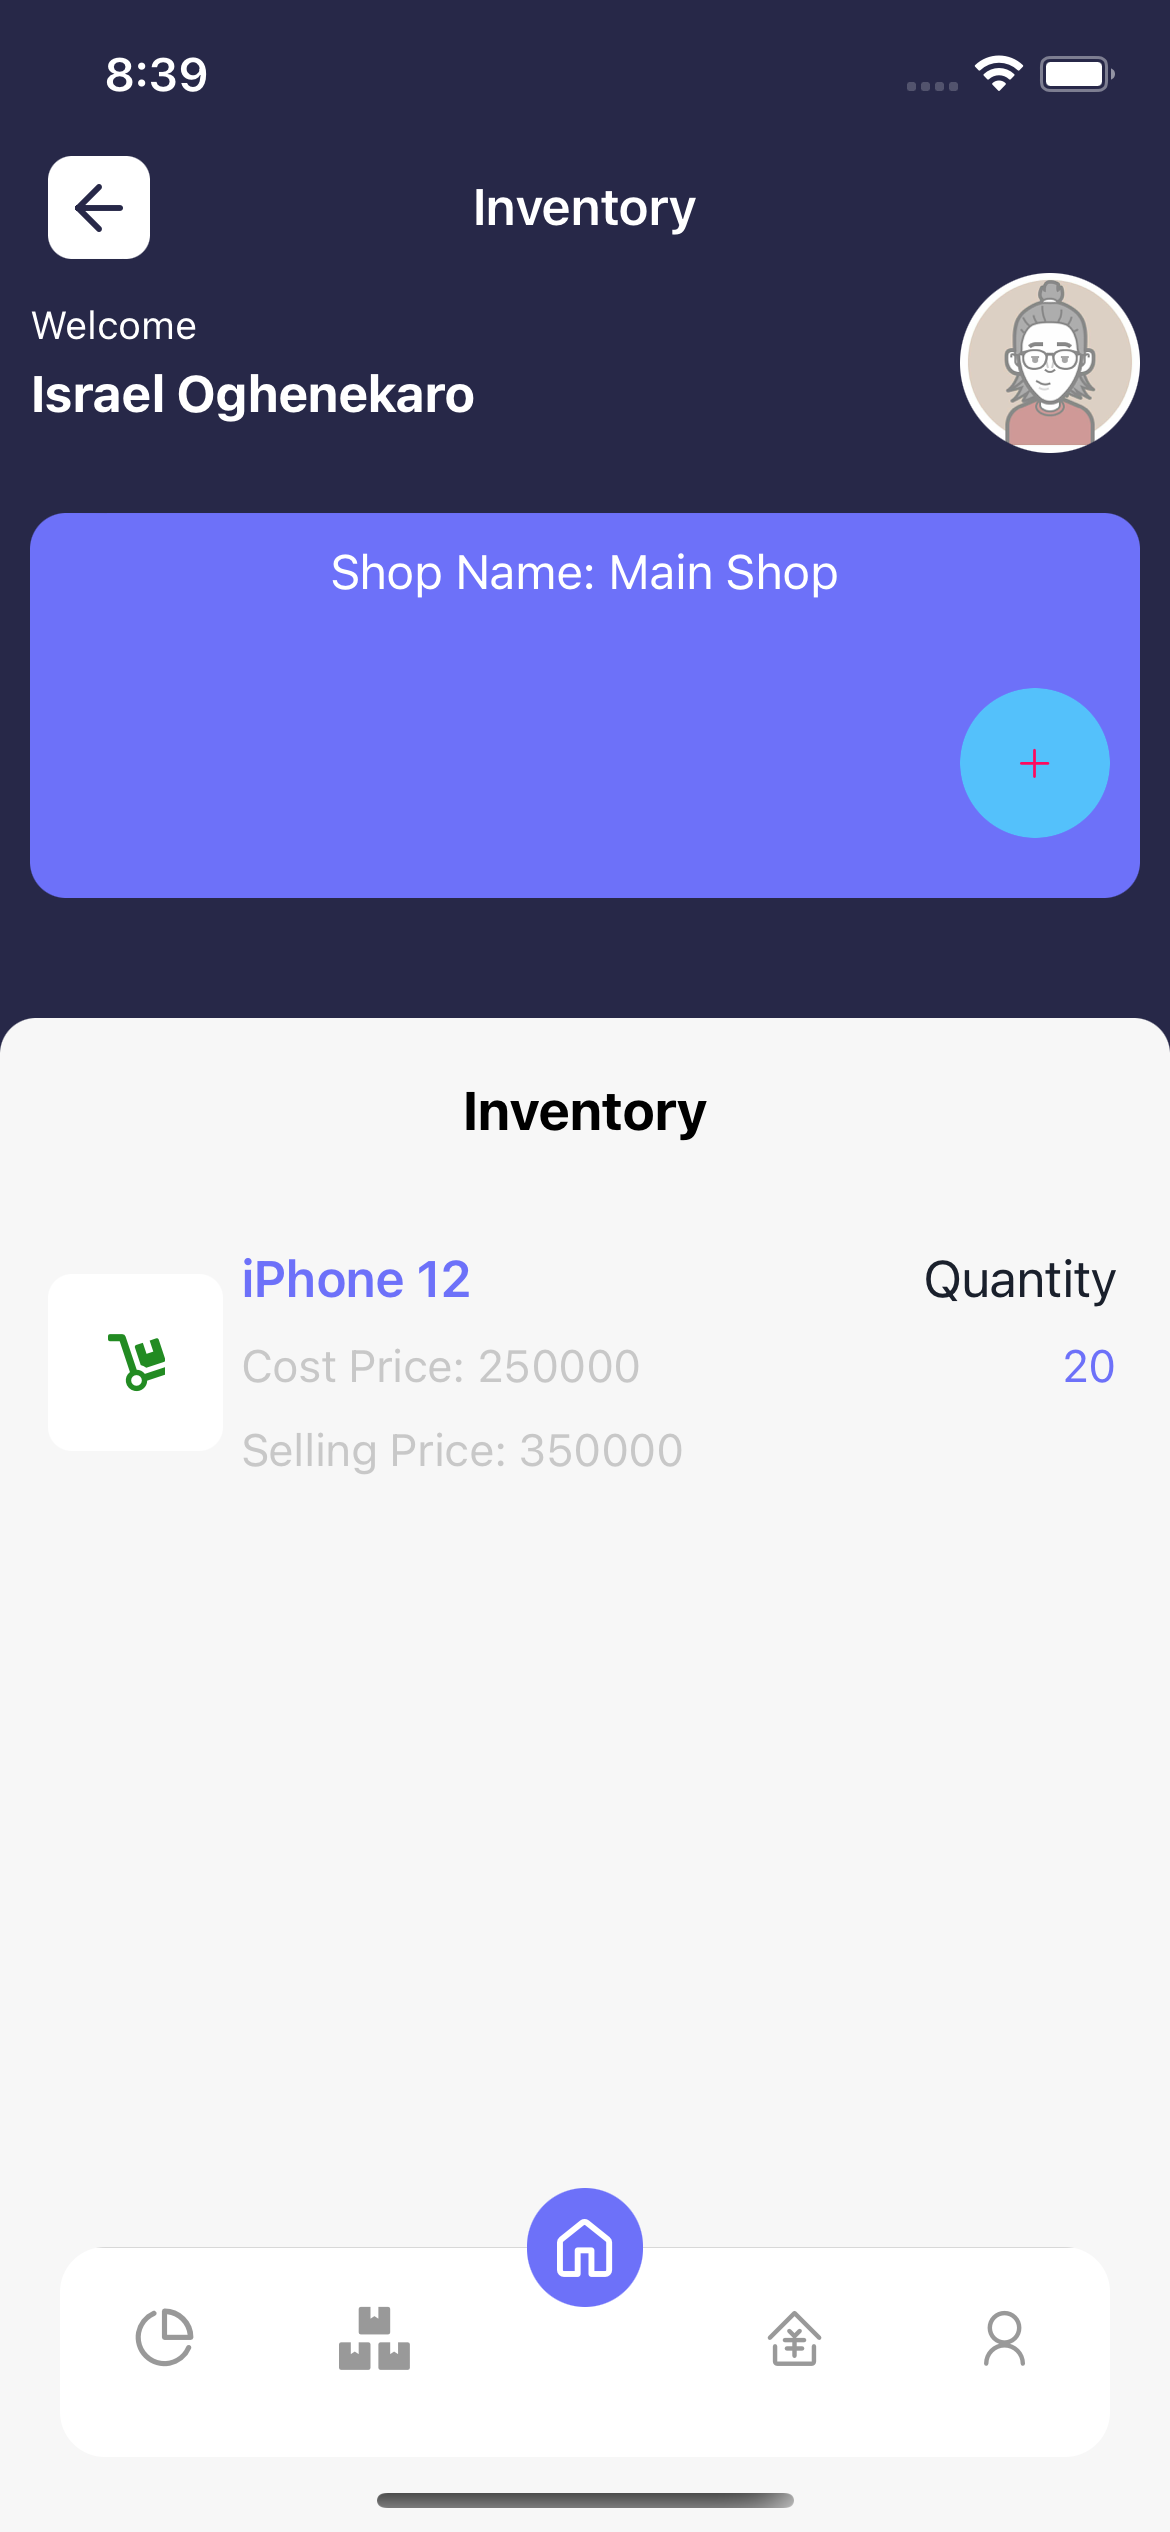 8:39
Inventory
Welcome
Israel Oghenekaro
Shop Name: Main Shop
Inventory
iPhone 12
Quantity
Cost Price: 250000
20
Selling Price: 350000